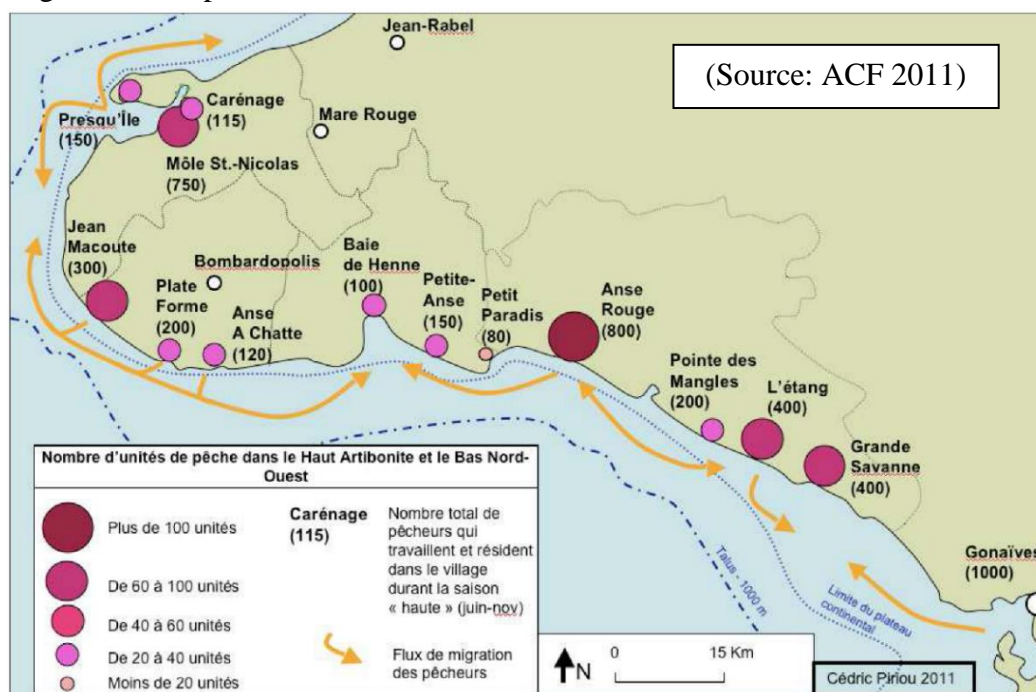 Jean-Rabel
(Source: ACF 2011)
Presqu'Île
(150)
Carénage
(115)
Mare Rouge
Môle St.-Nicolas
(750)
Jean
Macoute
(300)
Bombardopolis
Plate
Forme
(200)
Anse
A Chatte
(120)
Baie
de Henne
(100)
Petite-
Anse
(150)
Petit
Paradis
(80)
Anse
Rouge
(800)
Pointe des
Mangles
(200)
L'étang
(400)
Grande
Savanne
(400)
Gonaïves
(1000)
Talus - 1000 m
Limite du plateau
continental
Nombre d'unités de pêche dans le Haut Artibonite et le Bas Nord-
Ouest
Plus de 100 unités
De 60 à 100 unités
De 40 à 60 unités
De 20 à 40 unités
Moins de 20 unités
Carénage
(115)
Nombre total de
pêcheurs qui
travaillent et résident
dans le village
durant la saison
« haute » (juin-nov)
Flux de migration
des pêcheurs
N
0 15 Km
Cédric Piriou 2011